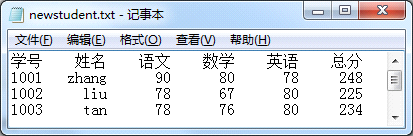 newstudent.txt - 记事本
文件(F) 编辑(E) 格式(O) 查看(V) 帮助(H)
学号 姓名 语文 数学 英语 总分
1001 zhang 90 80 78 248
1002 liu 78 67 80 225
1003 tan 78 76 80 234